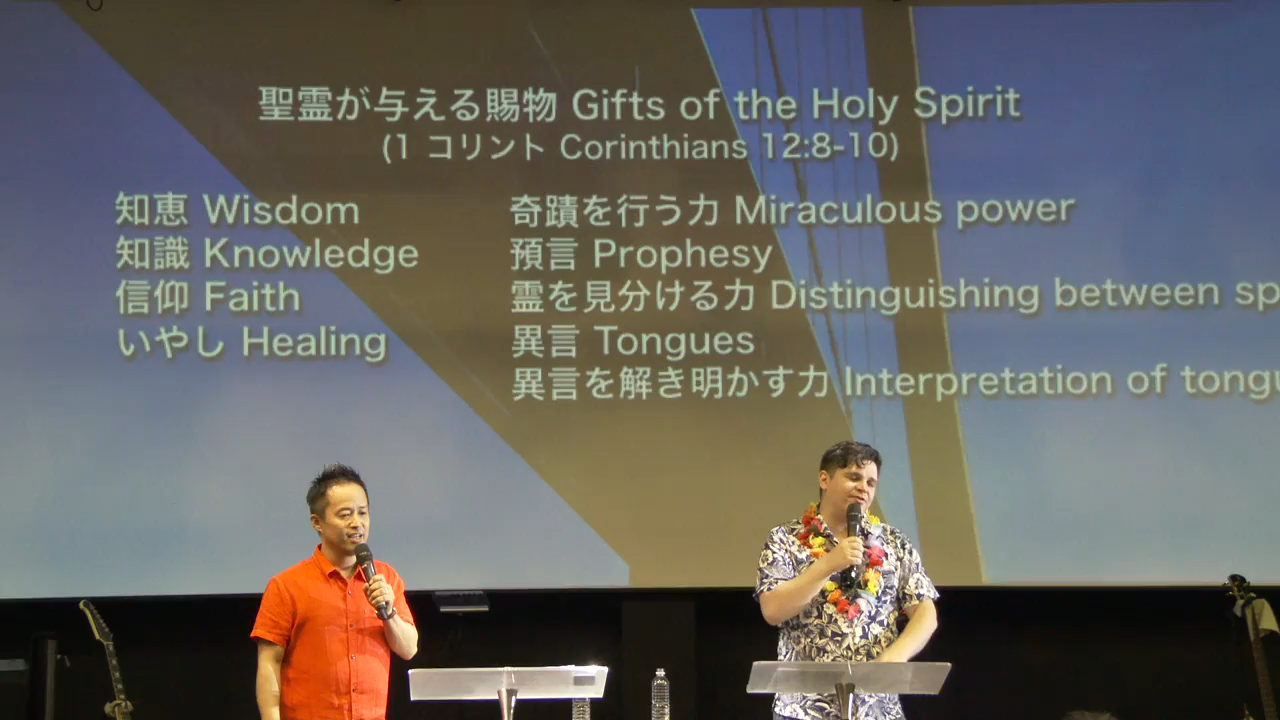 聖霊が与える賜物 Gifts of the Holy Spirit
(1 コリント Corinthians 12:8-10)
知恵 Wisdom
知識 Knowledge
信仰 Faith
いやし Healing
奇蹟を行う力 Miraculous power
預言 Prophesy
霊を見分ける力 Distinguishing between sp
異言 Tongues
異言を解き明かす力 Interpretation of tongu